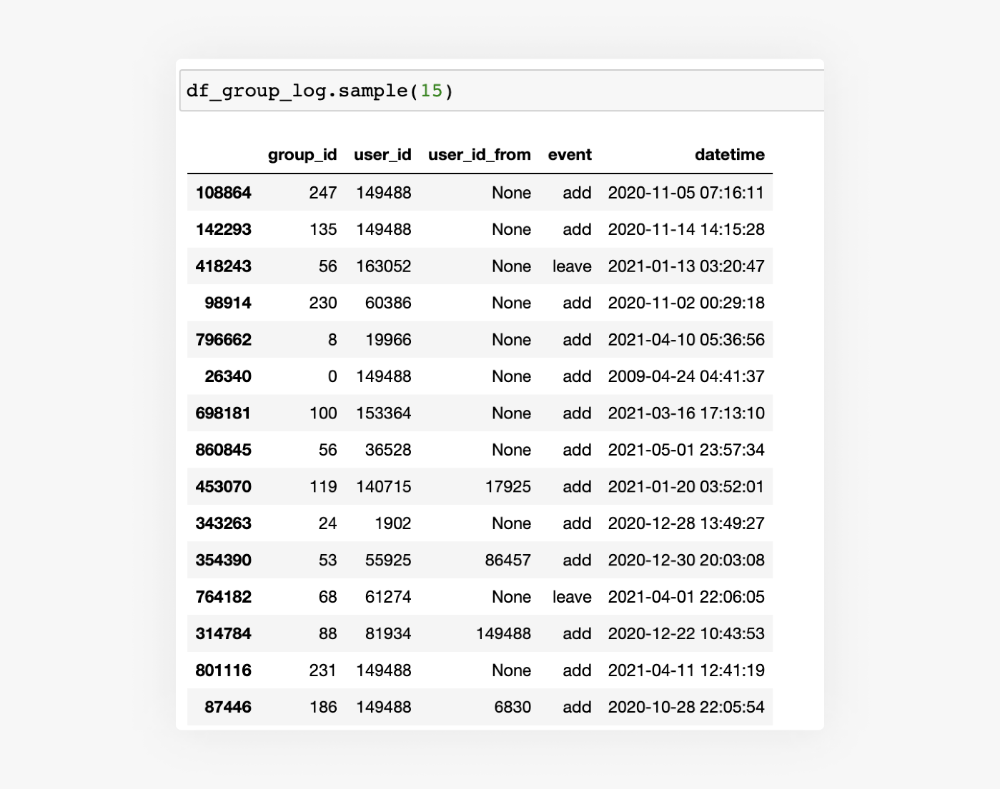 df_group_log.sample(15)
group_id user_id user_id_from event datetime
108864 247 149488 None add 2020-11-05 07:16:11
142293 135 149488 None add 2020-11-14 14:15:28
418243 56 163052 None leave 2021-01-13 03:20:47
98914 230 60386 None add 2020-11-02 00:29:18
796662 8 19966 None add 2021-04-10 05:36:56
26340 0 149488 None add 2009-04-24 04:41:37
698181 100 153364 None add 2021-03-16 17:13:10
860845 56 36528 None add 2021-05-01 23:57:34
453070 119 140715 17925 add 2021-01-20 03:52:01
343263 24 1902 None add 2020-12-28 13:49:27
354390 53 55925 86457 add 2020-12-30 20:03:08
764182 68 61274 None leave 2021-04-01 22:06:05
314784 88 81934 149488 add 2020-12-22 10:43:53
801116 231 149488 None add 2021-04-11 12:41:19
87446 186 149488 6830 add 2020-10-28 22:05:54